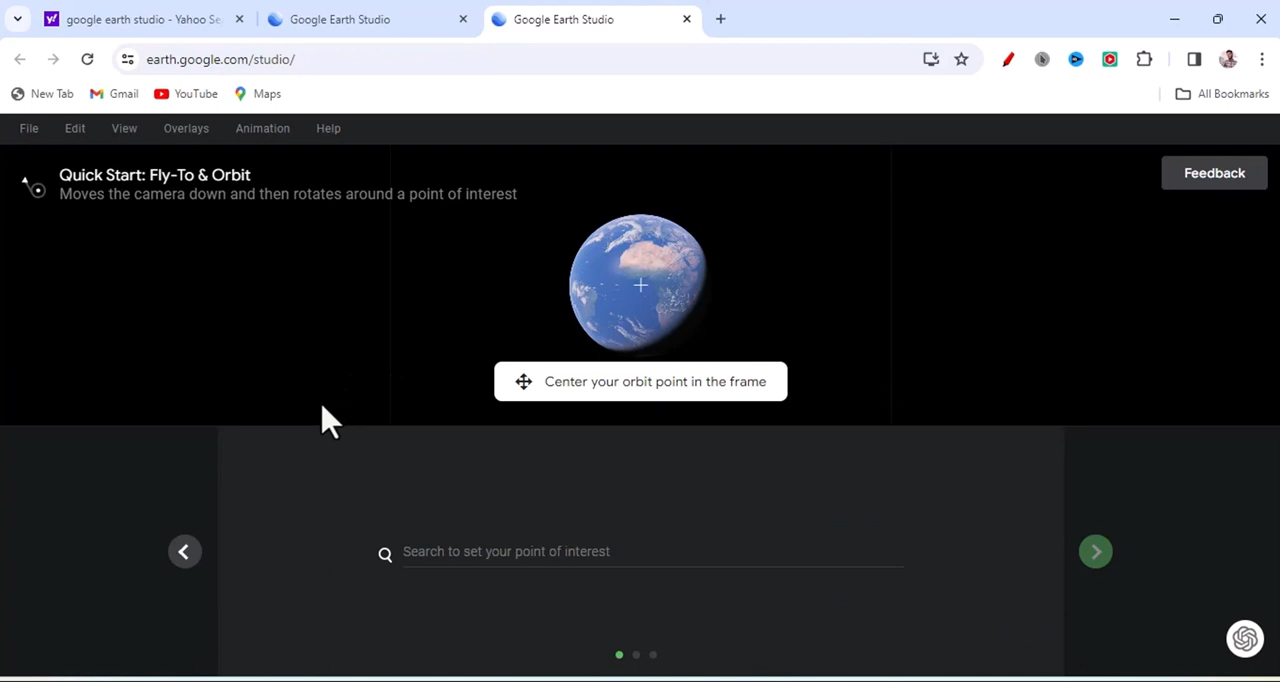 google earth studio - Yahoo Se
Google Earth Studio
Google Earth Studio
earth.google.com/studio/
New Tab
Gmail
YouTube
Maps
All Bookmarks
File
Edit
View
Overlays
Animation
Help
Quick Start: Fly-To & Orbit
Moves the camera down and then rotates around a point of interest
Feedback
Center your orbit point in the frame
Search to set your point of interest